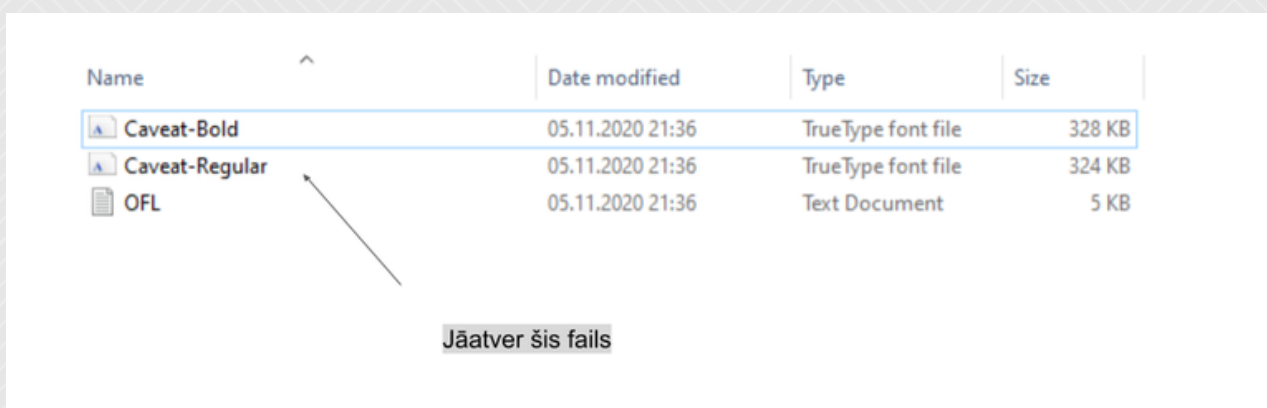 Name Date modified Type Size
Caveat-Bold 05.11.2020 21:36 TrueType font file 328 KB
Caveat-Regular 05.11.2020 21:36 TrueType font file 324 KB
OFL 05.11.2020 21:36 Text Document 5 KB
Jāatver šis fails